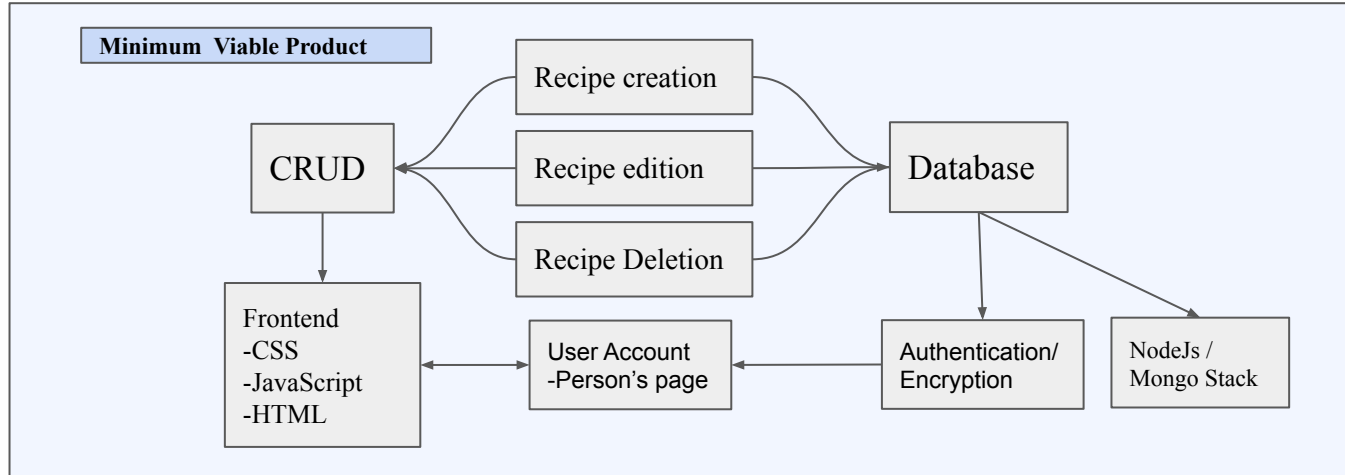 Minimum Viable Product
Recipe creation
CRUD
Recipe edition
Database
Recipe Deletion
Frontend
-CSS
-JavaScript
-HTML
User Account
-Person's page
Authentication/
Encryption
NodeJs /
Mongo Stack